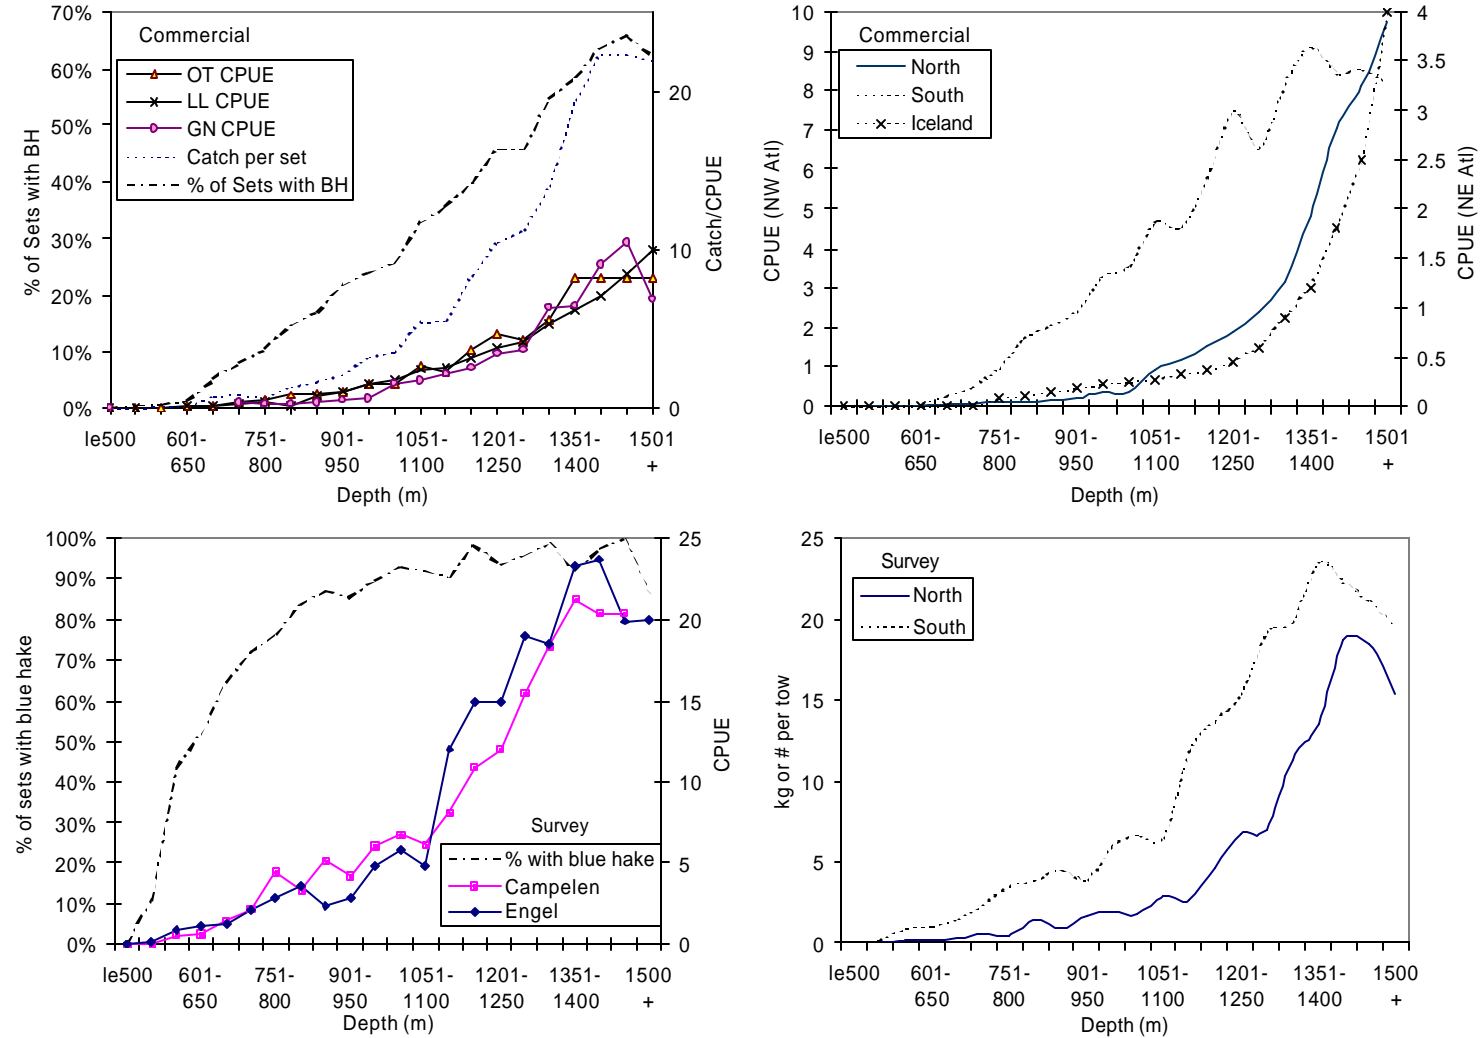 70%
60%
50%
40%
30%
20%
10%
0%
% of Sets with BH
Commercial
OT CPUE
LL CPUE
GN CPUE
Catch per set
% of Sets with BH
20
10
0
Catch/CPUE
le500 601- 751- 901- 1051- 1201- 1351- 1501
650 800 950 1100 1250 1400 +
Depth (m)
10
9
8
7
6
5
4
3
2
1
0
CPUE (NW Atl)
Commercial
North
South
Iceland
4
3.5
3
2.5
2
1.5
1
0.5
0
CPUE (NE Atl)
le500 601- 751- 901- 1051- 1201- 1351- 1501
650 800 950 1100 1250 1400 +
Depth (m)
100%
90%
80%
70%
60%
50%
40%
30%
20%
10%
0%
% of sets with blue hake
Survey
% with blue hake
Campelen
Engel
25
20
15
10
5
0
CPUE
le500 601- 751- 901- 1051- 1201- 1351- 1500
650 800 950 1100 1250 1400 +
Depth (m)
25
20
15
10
5
0
kg or # per tow
Survey
North
South
le500 601- 751- 901- 1051- 1201- 1351- 1500
650 800 950 1100 1250 1400 +
Depth (m)